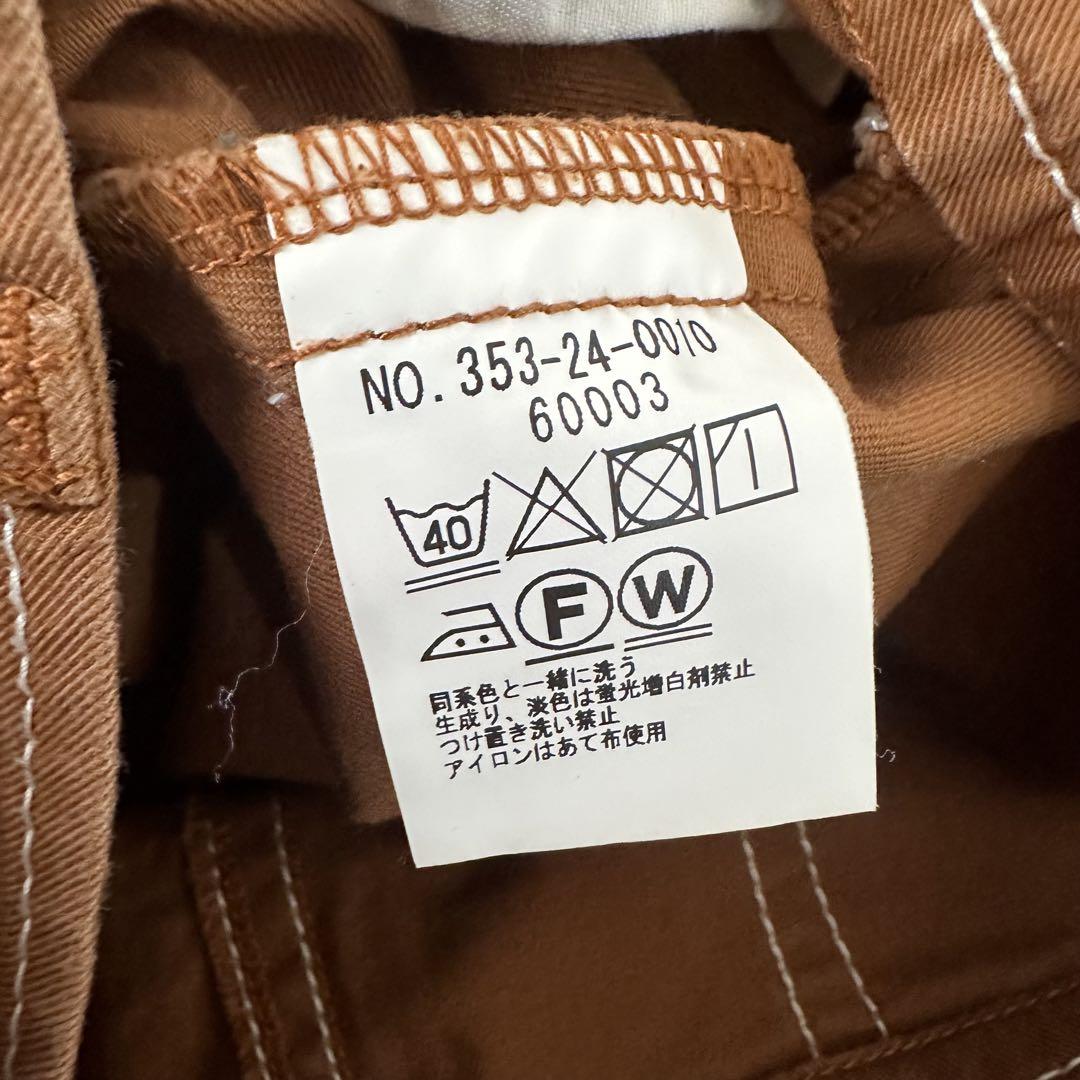 NO. 353-24-0010
60003
40
F W
同系色と一緒に洗う
生成り、淡色は蛍光増白剤禁止
つけ置き洗い禁止
アイロンはあて布使用